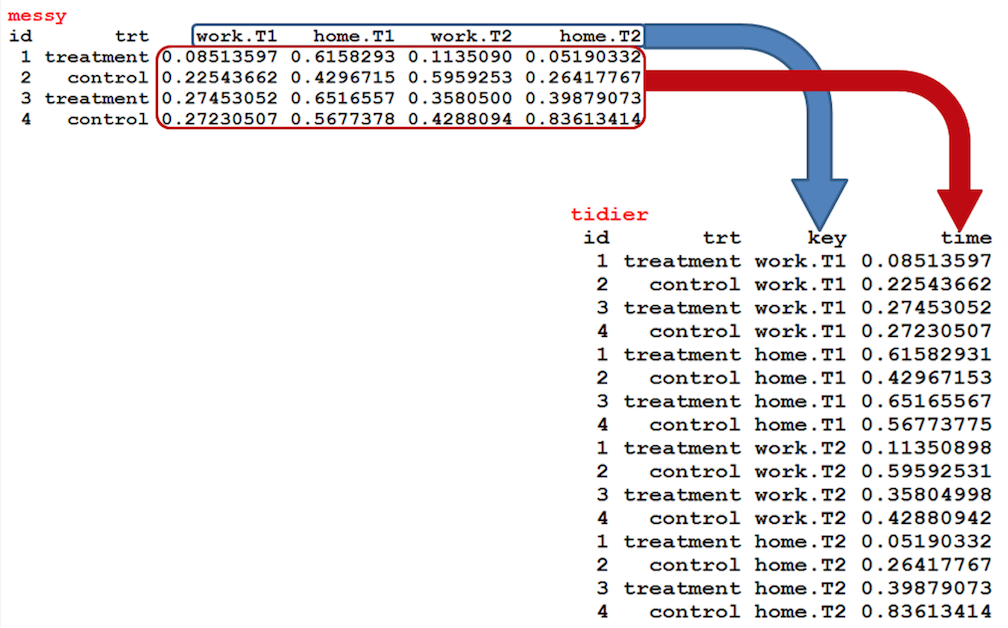 messy
id trt work.T1 home.T1 work.T2 home.T2
1 treatment 0.08513597 0.6158293 0.1135090 0.05190332
2 control 0.22543662 0.4296715 0.5959253 0.26417767
3 treatment 0.27453052 0.6516557 0.3580500 0.39879073
4 control 0.27230507 0.5677378 0.4288094 0.83613414
tidier
id trt key time
1 treatment work.T1 0.08513597
2 control work.T1 0.22543662
3 treatment work.T1 0.27453052
4 control work.T1 0.27230507
1 treatment home.T1 0.61582931
2 control home.T1 0.42967153
3 treatment home.T1 0.65165567
4 control home.T1 0.56773775
1 treatment work.T2 0.11350898
2 control work.T2 0.59592531
3 treatment work.T2 0.35804998
4 control work.T2 0.42880942
1 treatment home.T2 0.05190332
2 control home.T2 0.26417767
3 treatment home.T2 0.39879073
4 control home.T2 0.83613414